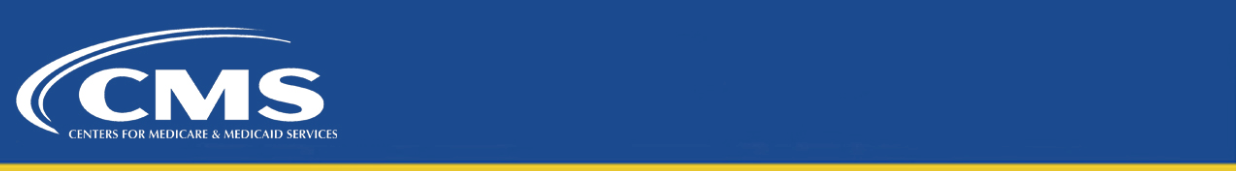 CMS
CENTERS FOR MEDICARE & MEDICAID SERVICES